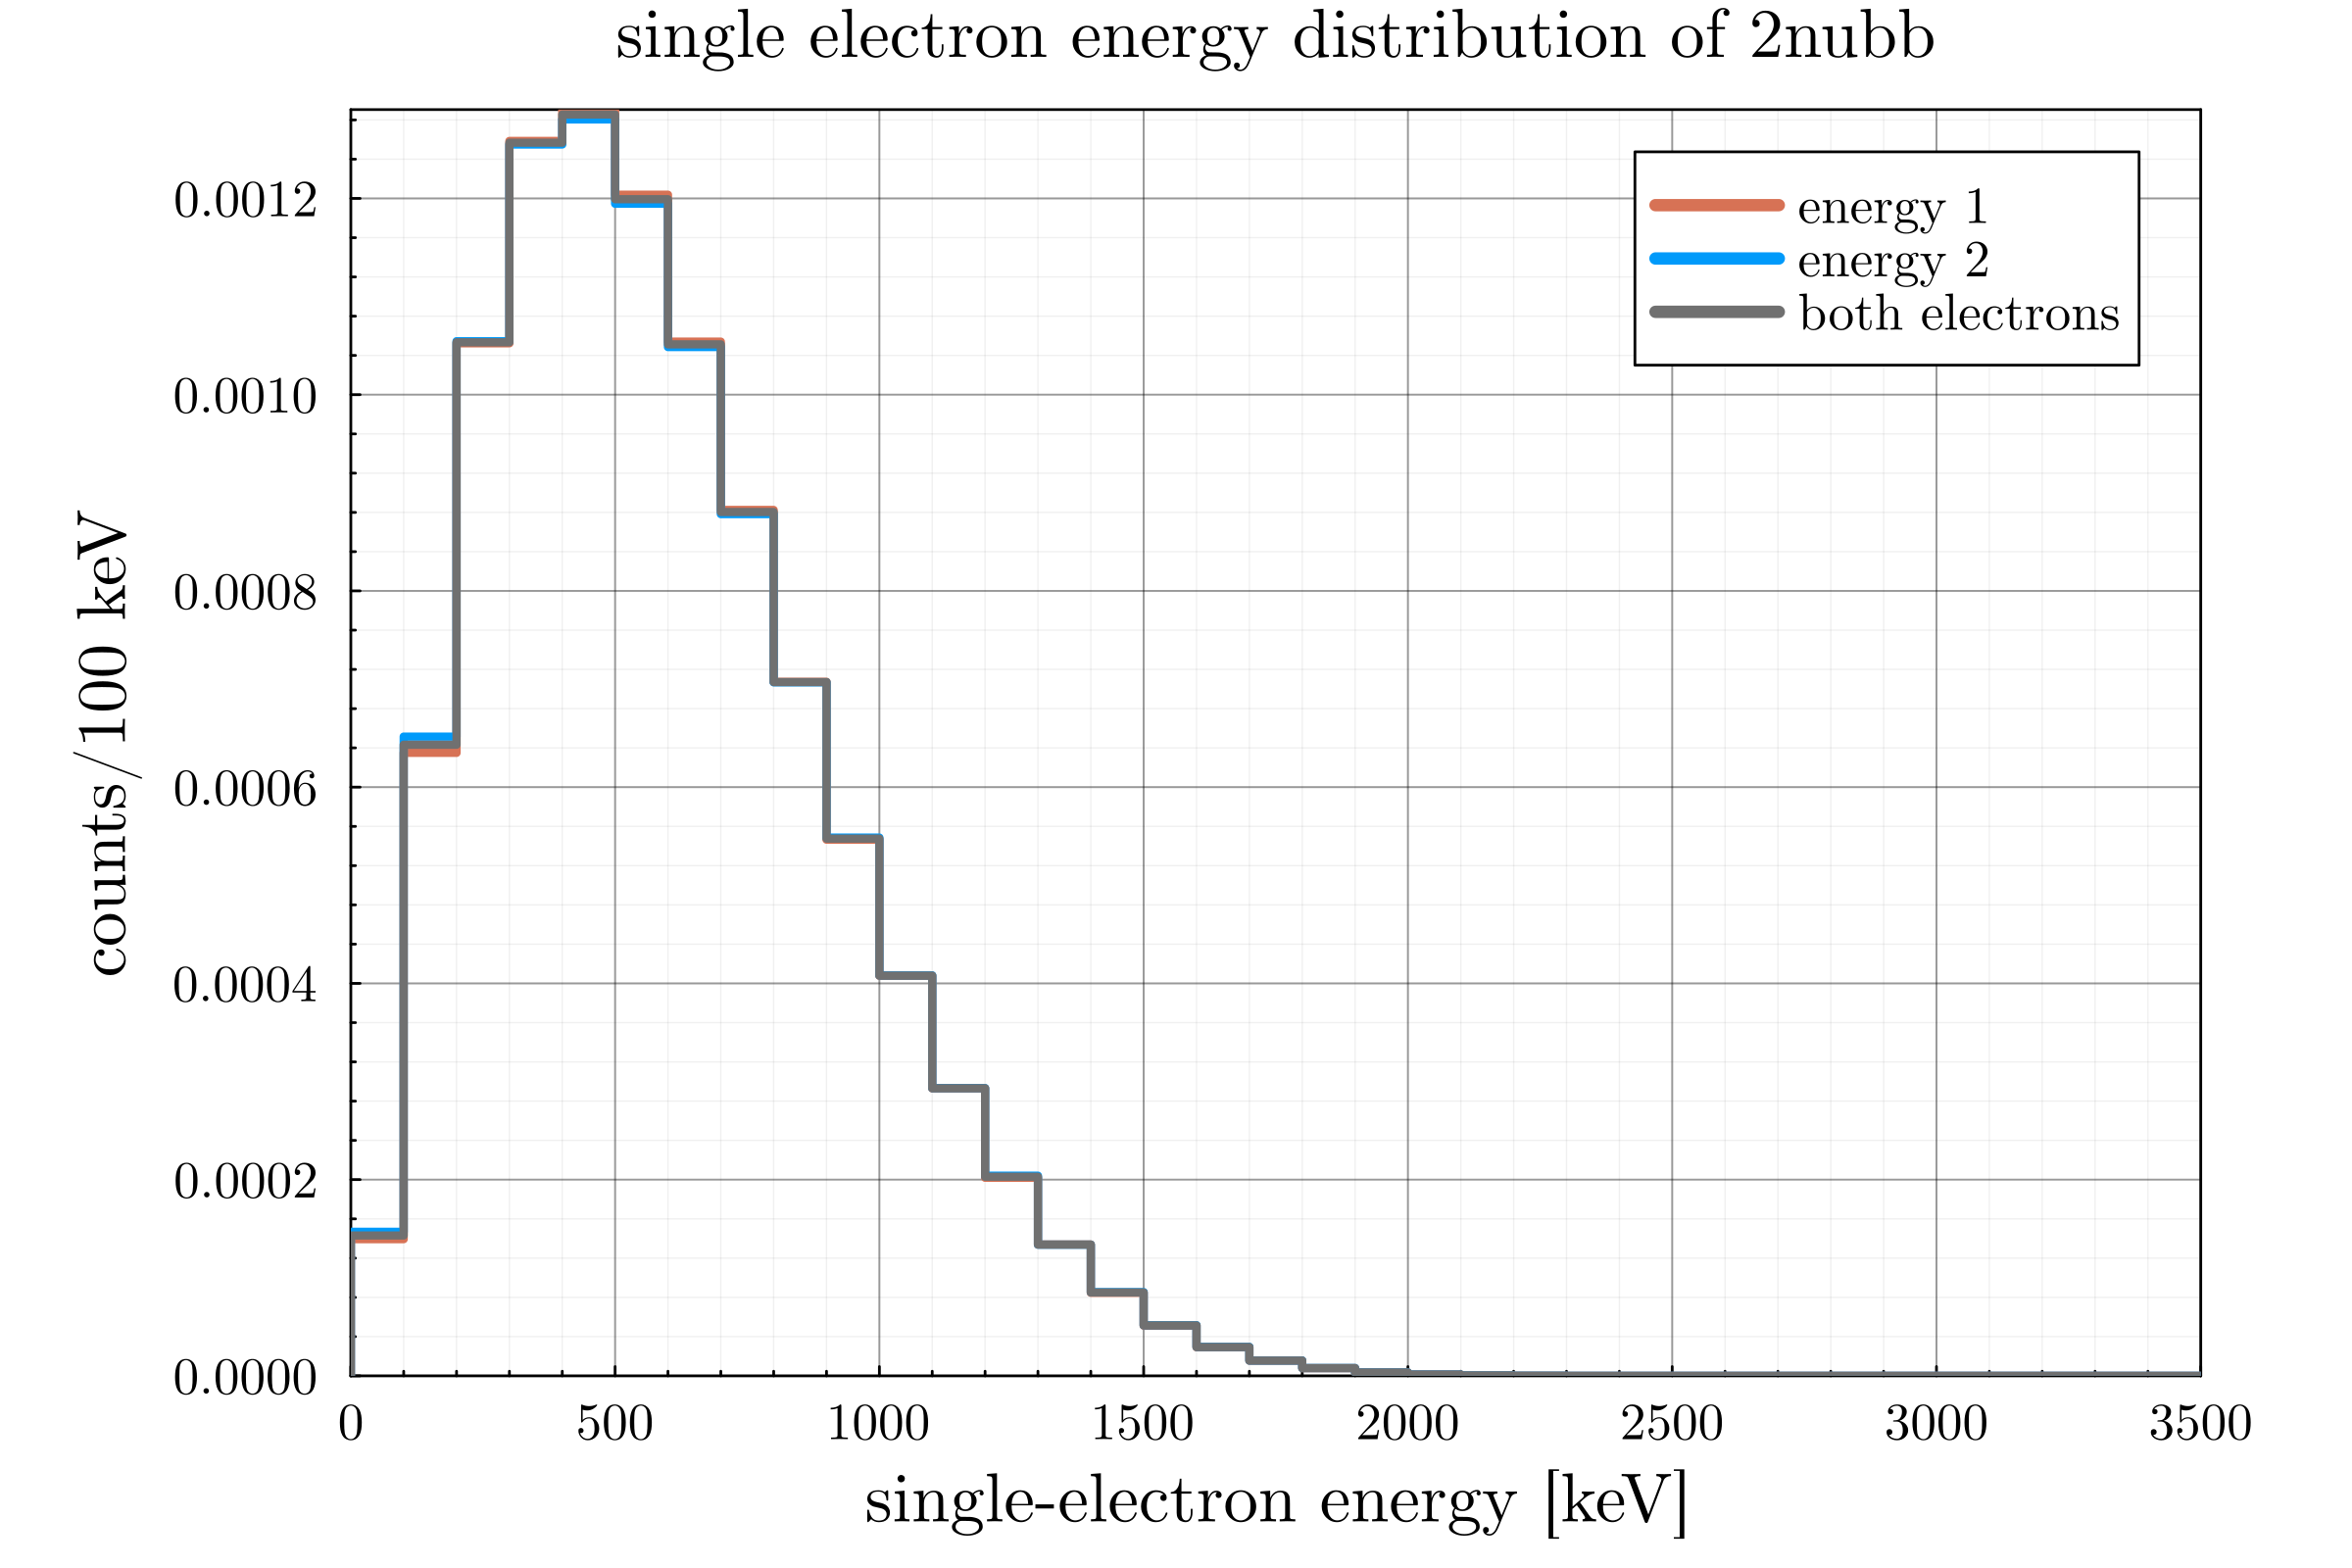 single electron energy distribution of 2nubb
energy 1
energy 2
both electrons
counts/100 keV
0.0012
0.0010
0.0008
0.0006
0.0004
0.0002
0.0000
0 500 1000 1500 2000 2500 3000 3500
single-electron energy [keV]